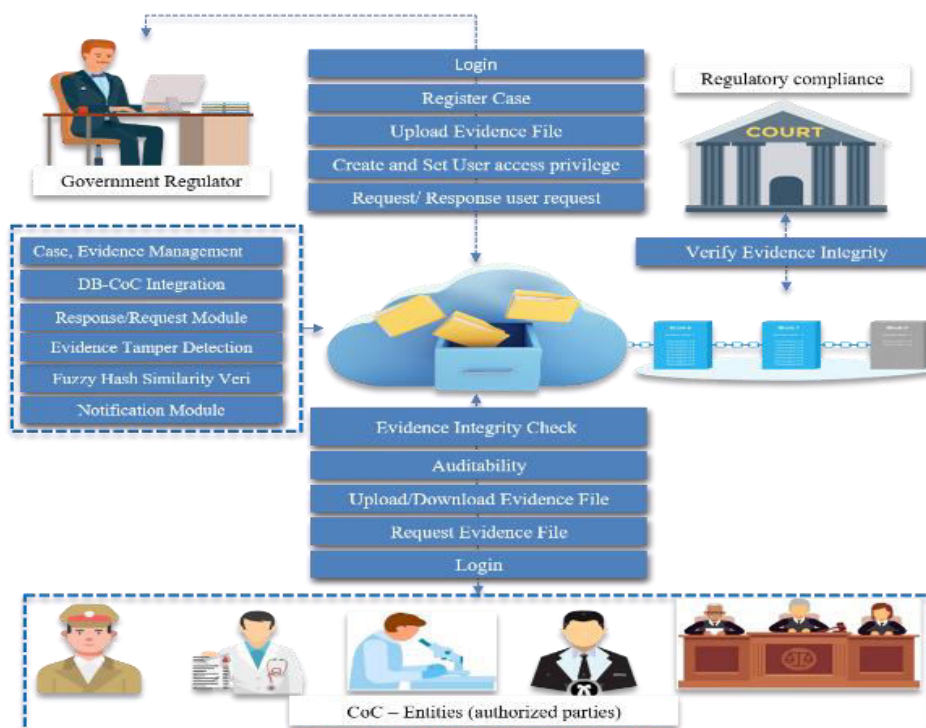 Login
Register Case
Upload Evidence File
Create and Set User access privilege
Request/ Response user request
Government Regulator
Regulatory compliance
COURT
Verify Evidence Integrity
Case, Evidence Management
DB-CoC Integration
Response/Request Module
Evidence Tamper Detection
Fuzzy Hash Similarity Veri
Notification Module
Evidence Integrity Check
Auditability
Upload/Download Evidence File
Request Evidence File
Login
CoC – Entities (authorized parties)